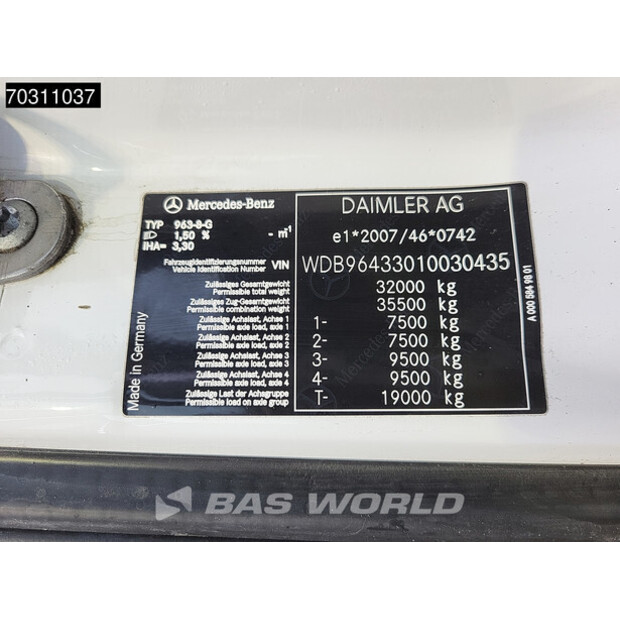 70311037
Mercedes-Benz
DAIMLER AG
TYP 963-8-G
1,50 % - m⁻¹
IHA= 3,30
e1*2007/46*0742
Fahrzeugidentifizierungsnummer
Vehicle Identification Number VIN WDB96433010030435
Zulässiges Gesamtgewicht
Permissible total weight 32000 kg
Zulässiges Zug-Gesamtgewicht
Permissible combination weight 35500 kg
Zulässige Achslast, Achse 1
Permissible axle load, axle 1 1- 7500 kg
Zulässige Achslast, Achse 2
Permissible axle load, axle 2 2- 7500 kg
Zulässige Achslast, Achse 3
Permissible axle load, axle 3 3- 9500 kg
Zulässige Achslast, Achse 4
Permissible axle load, axle 4 4- 9500 kg
Zulässige Last der Achsgruppe
Permissible load on axle group T- 19000 kg
Made in Germany
A 000 584 98 01
BAS WORLD